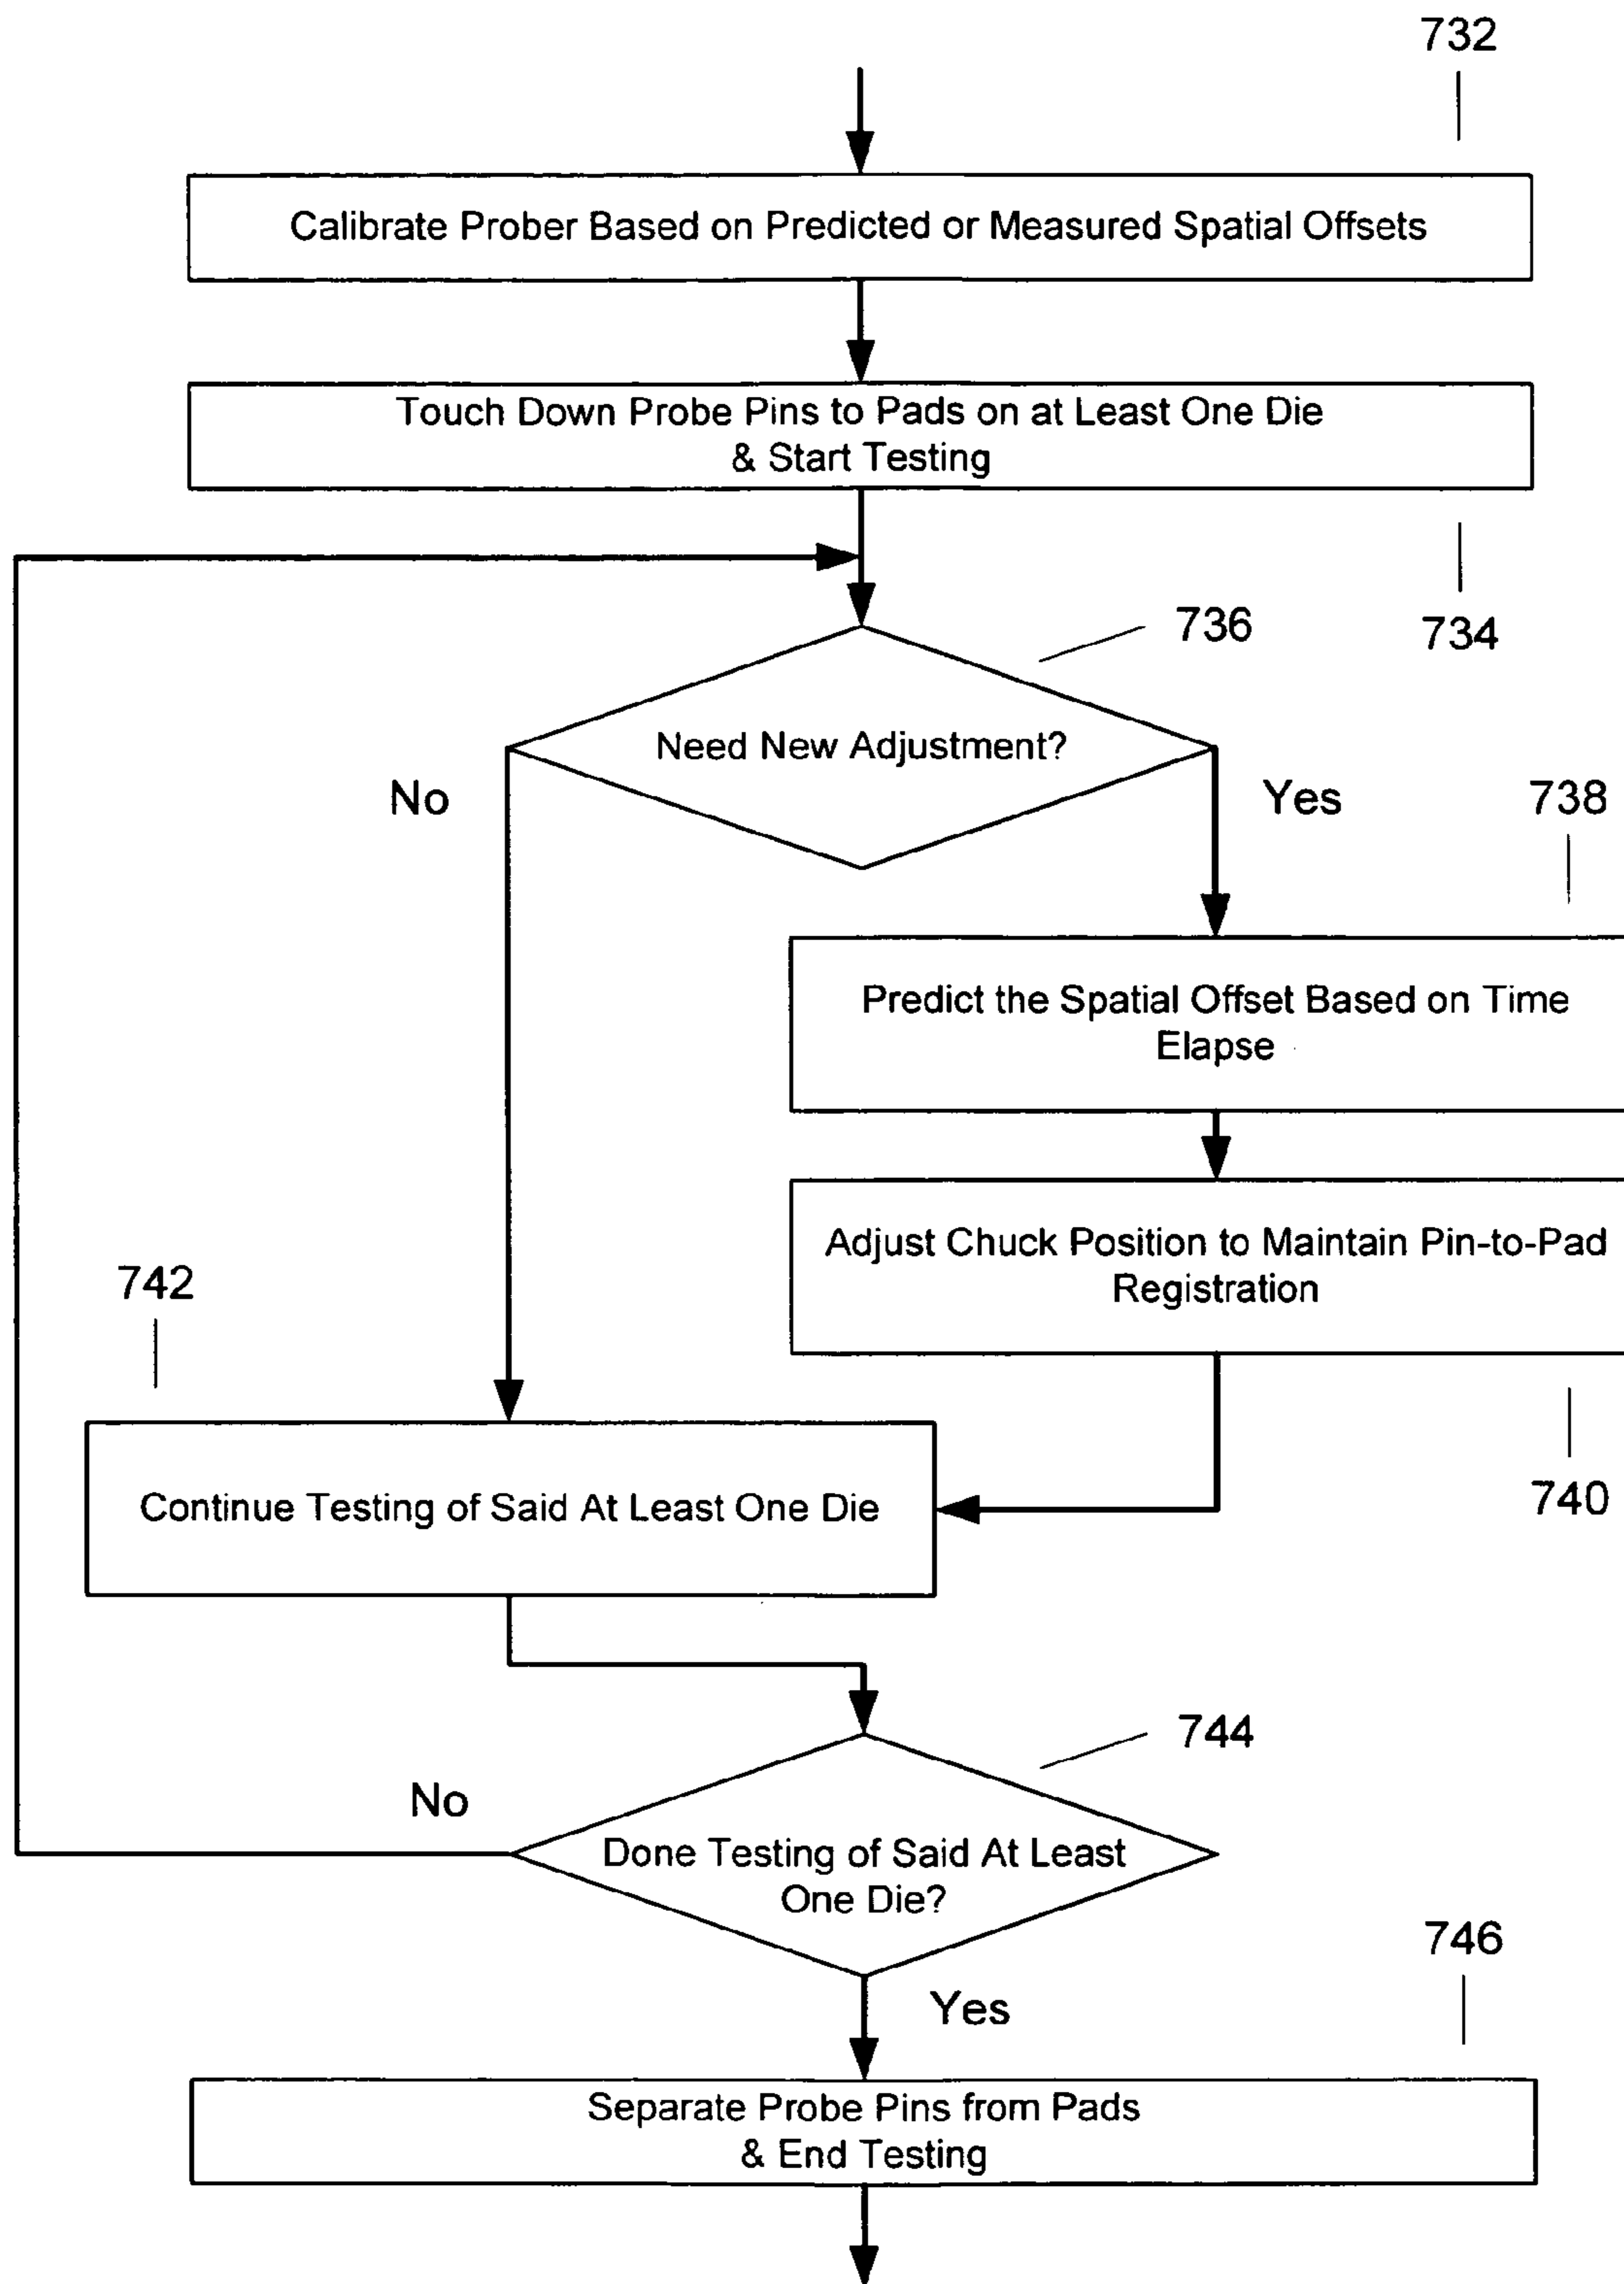 732
Calibrate Prober Based on Predicted or Measured Spatial Offsets
Touch Down Probe Pins to Pads on at Least One Die
& Start Testing
734
736
Need New Adjustment?
No
Yes
738
Predict the Spatial Offset Based on Time
Elapse
Adjust Chuck Position to Maintain Pin-to-Pad
Registration
740
742
Continue Testing of Said At Least One Die
744
No
Done Testing of Said At Least
One Die?
Yes
746
Separate Probe Pins from Pads
& End Testing